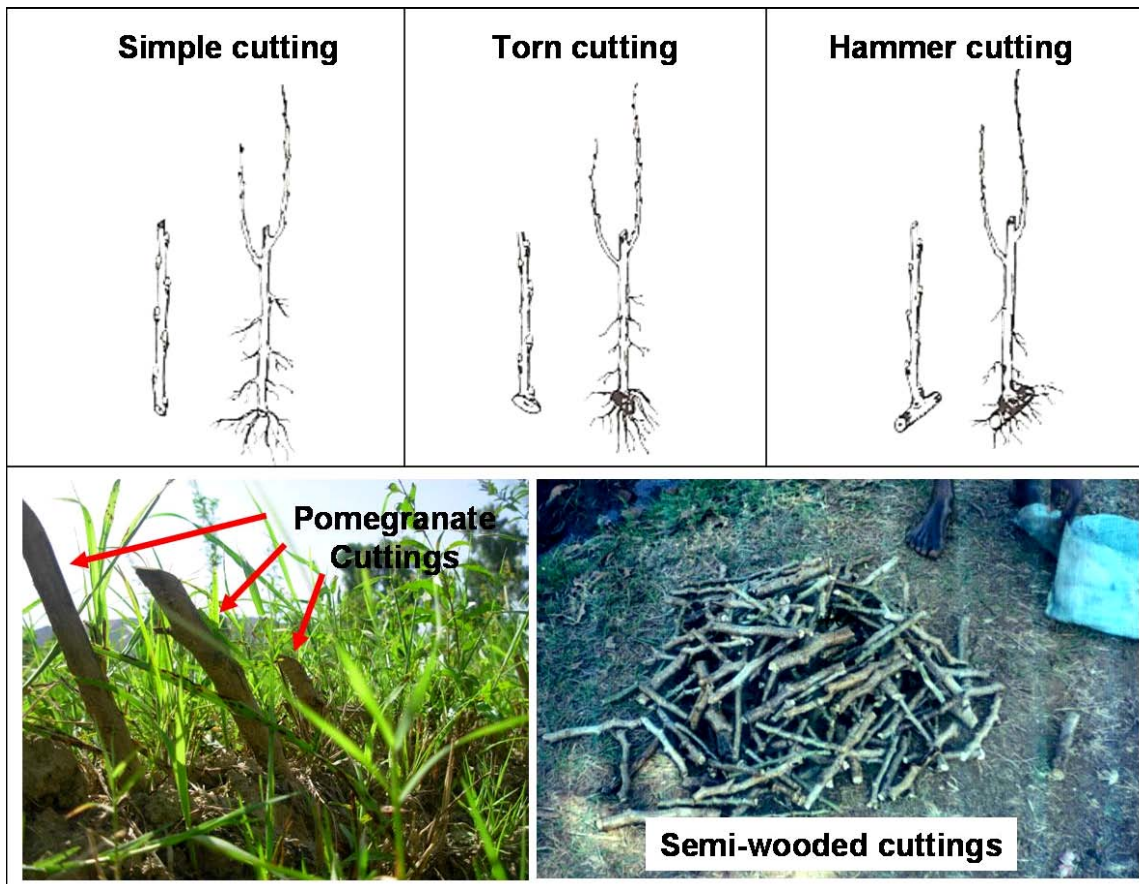 Simple cutting
Torn cutting
Hammer cutting
Pomegranate
Cuttings
Semi-wooded cuttings